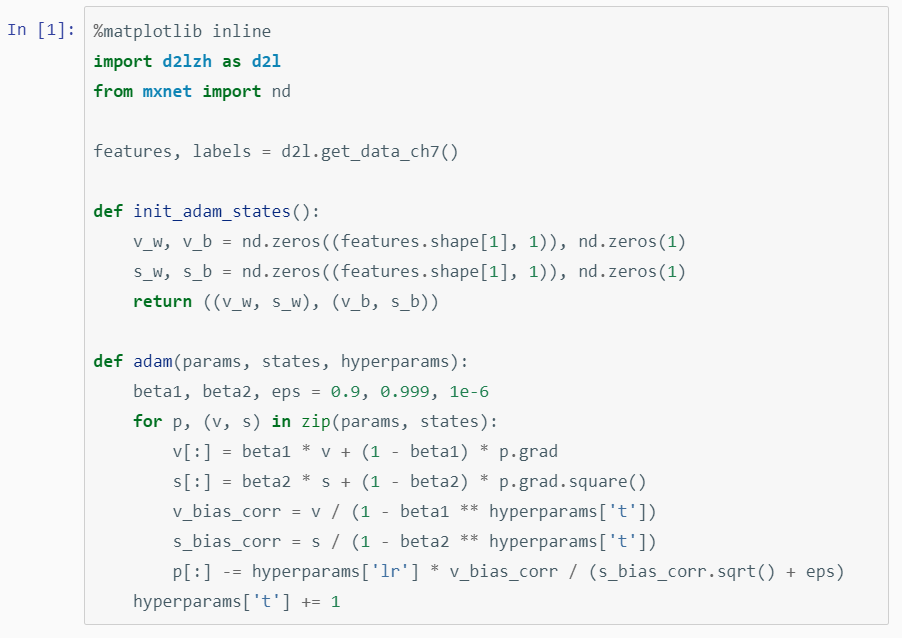 In [1]: %matplotlib inline
import d2lzh as d2l
from mxnet import nd

features, labels = d2l.get_data_ch7()

def init_adam_states():
    v_w, v_b = nd.zeros((features.shape[1], 1)), nd.zeros(1)
    s_w, s_b = nd.zeros((features.shape[1], 1)), nd.zeros(1)
    return ((v_w, s_w), (v_b, s_b))

def adam(params, states, hyperparams):
    beta1, beta2, eps = 0.9, 0.999, 1e-6
    for p, (v, s) in zip(params, states):
        v[:] = beta1 * v + (1 - beta1) * p.grad
        s[:] = beta2 * s + (1 - beta2) * p.grad.square()
        v_bias_corr = v / (1 - beta1 ** hyperparams['t'])
        s_bias_corr = s / (1 - beta2 ** hyperparams['t'])
        p[:] -= hyperparams['lr'] * v_bias_corr / (s_bias_corr.sqrt() + eps)
    hyperparams['t'] += 1